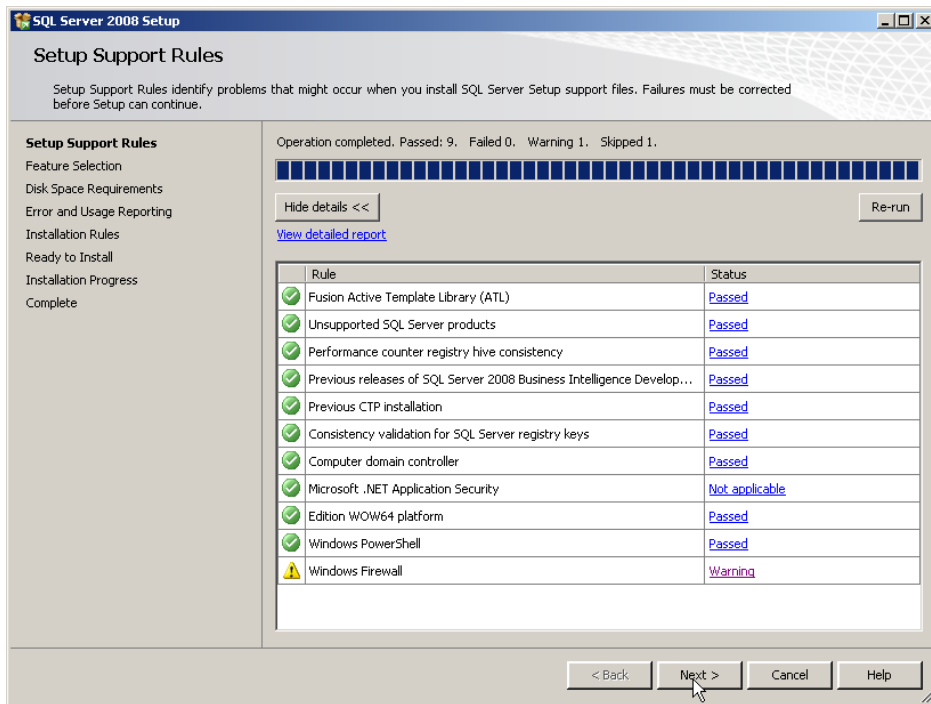 SQL Server 2008 Setup
Setup Support Rules
Setup Support Rules identify problems that might occur when you install SQL Server Setup support files. Failures must be corrected
before Setup can continue.
Setup Support Rules
Feature Selection
Disk Space Requirements
Error and Usage Reporting
Installation Rules
Ready to Install
Installation Progress
Complete
Operation completed. Passed: 9. Failed 0. Warning 1. Skipped 1.
Hide details <<
Re-run
View detailed report
Rule Status
Fusion Active Template Library (ATL) Passed
Unsupported SQL Server products Passed
Performance counter registry hive consistency Passed
Previous releases of SQL Server 2008 Business Intelligence Develop... Passed
Previous CTP installation Passed
Consistency validation for SQL Server registry keys Passed
Computer domain controller Passed
Microsoft .NET Application Security Not applicable
Edition WOW64 platform Passed
Windows PowerShell Passed
Windows Firewall Warning
< Back Next > Cancel Help